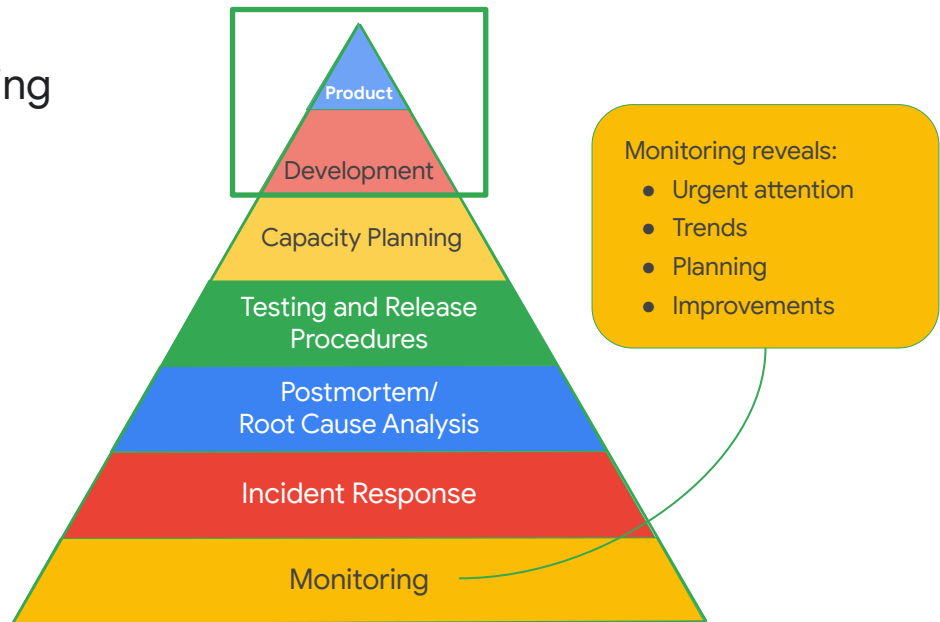 ng
Product
Development
Capacity Planning
Testing and Release
Procedures
Postmortem/
Root Cause Analysis
Incident Response
Monitoring
Monitoring reveals:
● Urgent attention
● Trends
● Planning
● Improvements